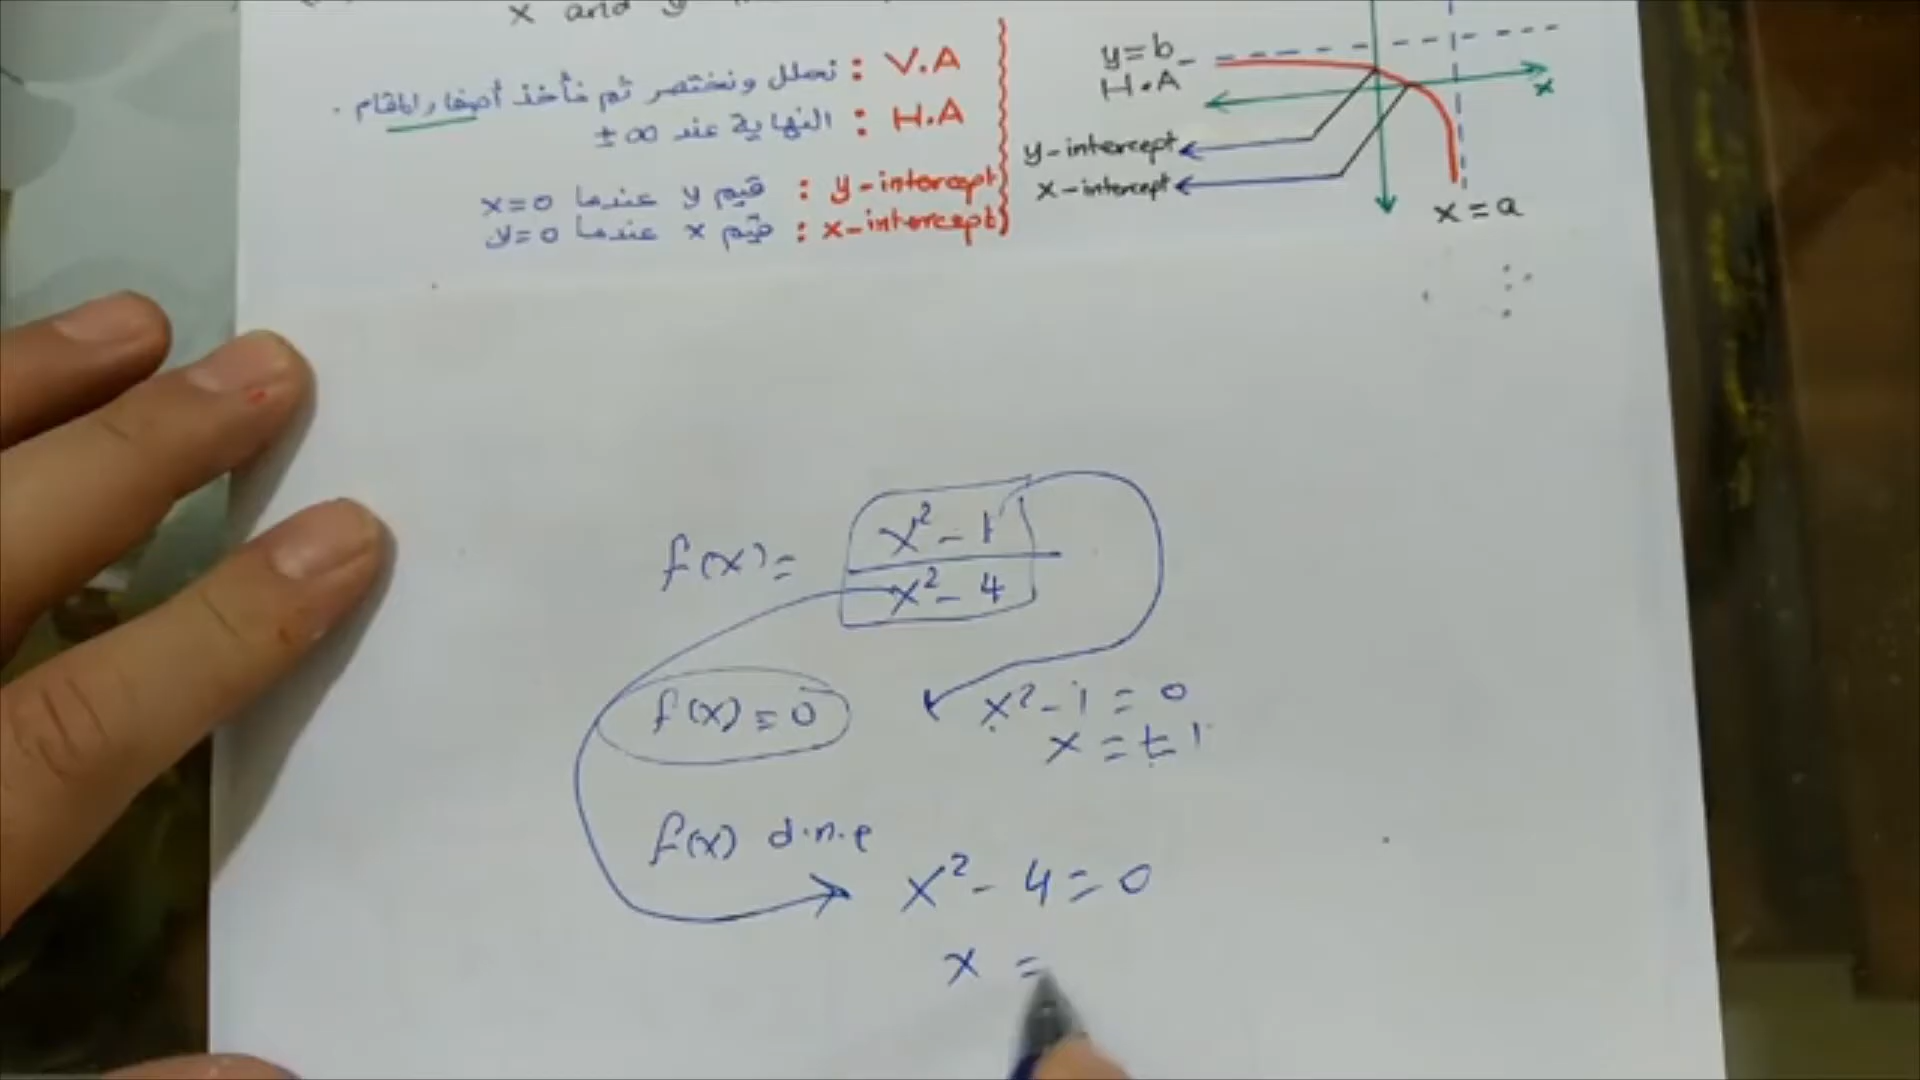 x and y
V.A : نحلل ونختصر ثم نأخذ أصفار المقام .
H.A : النهاية عند ∞ ±
y-intercept : قيم y عندما x=0
x-intercept : قيم x عندما y=0
y=b
H.A
x
y-intercept
x-intercept
x=a
f(x)= x²-1 / x²-4
f(x)=0 x²-1=0
x=±1
f(x) d.n.e
x²-4=0
x =